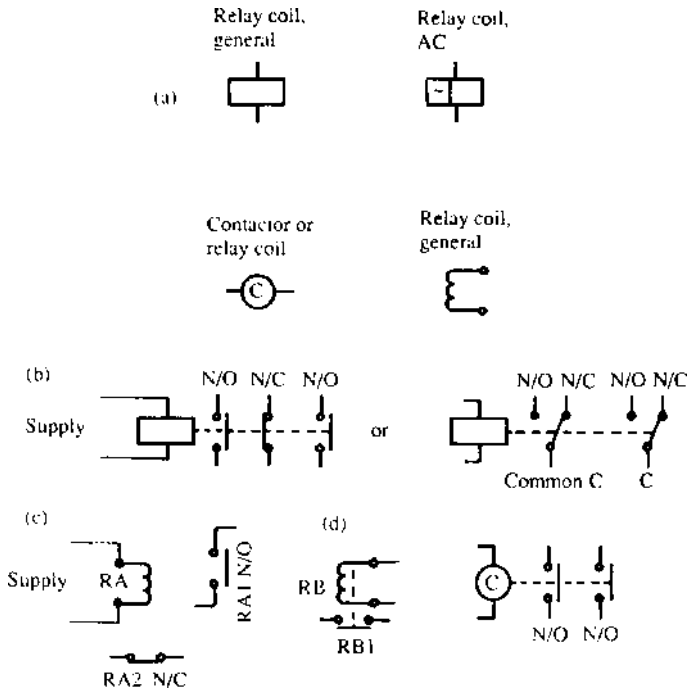 Relay coil,
general
Relay coil,
AC
(a)
~
Contactor or
relay coil
Relay coil,
general
C
(b)
N/O N/C N/O
N/O N/C N/O N/C
Supply
or
Common C
C
(c)
(d)
Supply
RA
RA1 N/O
RB
C
RB1
N/O N/O
RA2 N/C